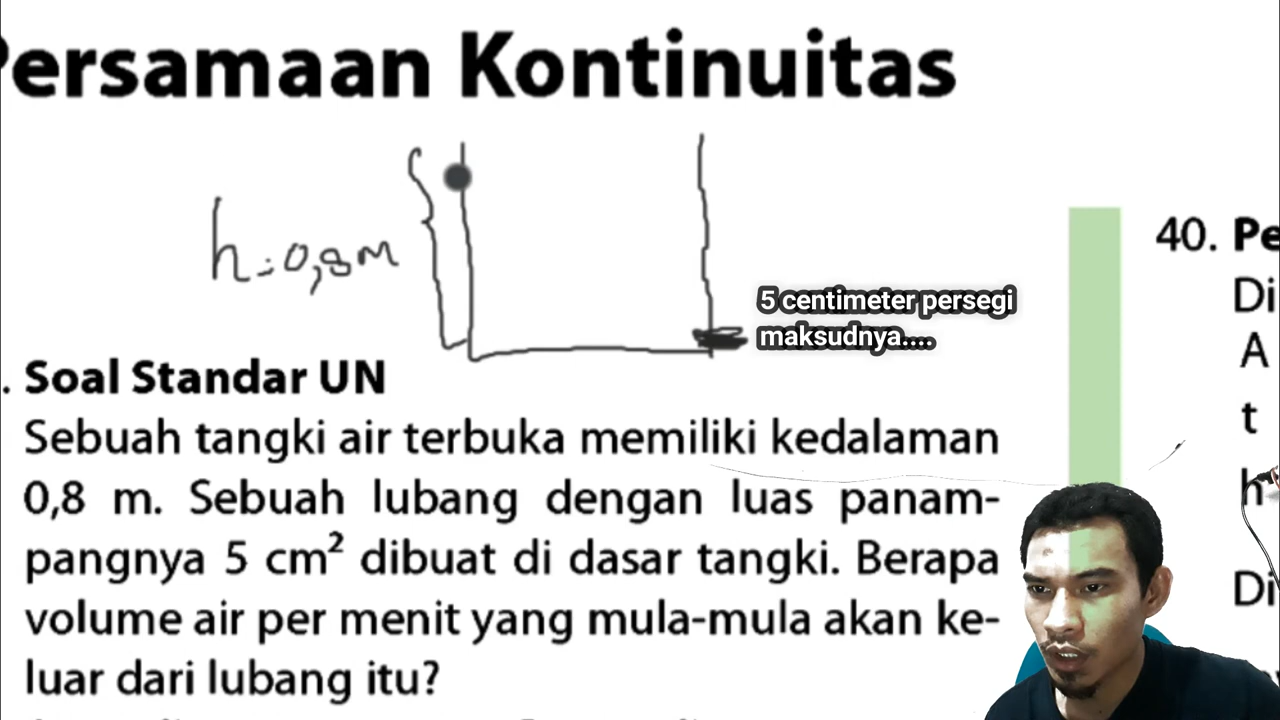 Persamaan Kontinuitas
h = 0,8 m
5 centimeter persegi
maksudnya....
. Soal Standar UN
Sebuah tangki air terbuka memiliki kedalaman
0,8 m. Sebuah lubang dengan luas panam-
pangnya 5 cm² dibuat di dasar tangki. Berapa
volume air per menit yang mula-mula akan ke-
luar dari lubang itu?
40. Pe
Di
A
t
h
Di